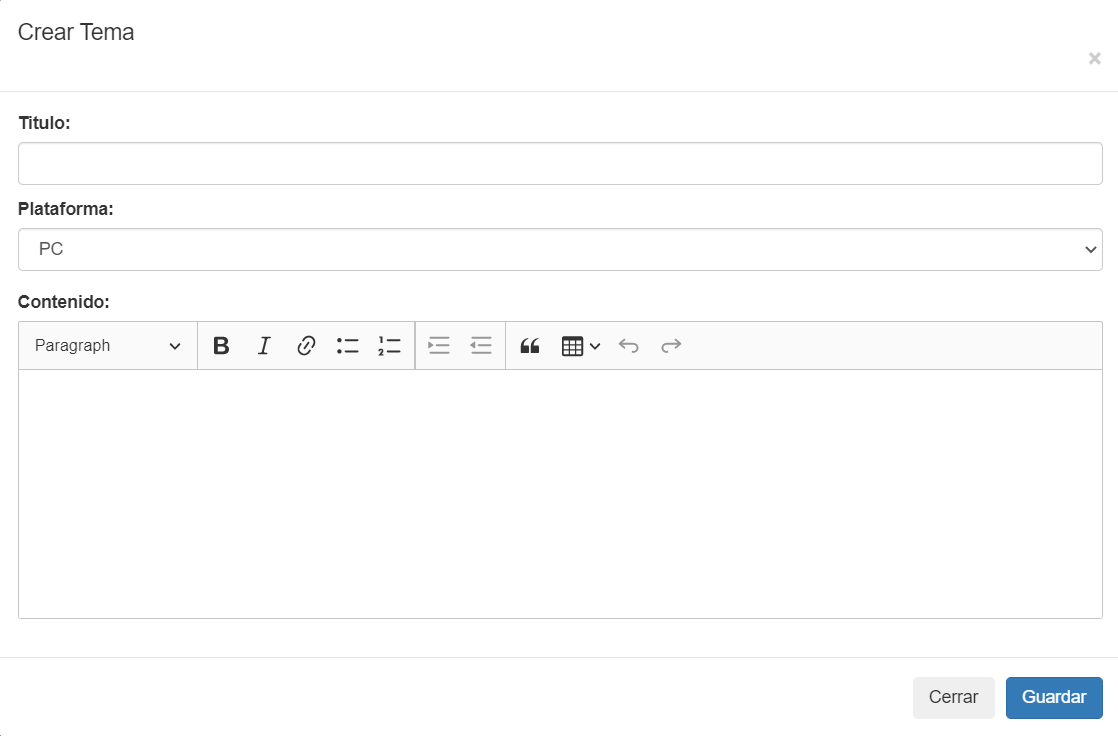 Crear Tema
×
Titulo:
Plataforma:
PC
Contenido:
Paragraph B I
Cerrar Guardar